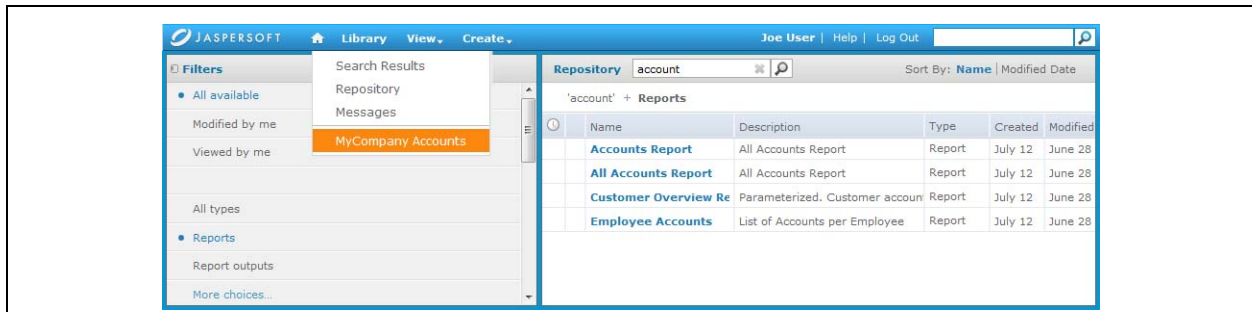 JASPERSOFT Library View Create Joe User | Help | Log Out
Filters
All available
Modified by me
Viewed by me
All types
Reports
Report outputs
More choices...
Search Results
Repository
Messages
MyCompany Accounts
Repository account Sort By: Name | Modified Date
'account' + Reports
Name Description Type Created Modified
Accounts Report All Accounts Report Report July 12 June 28
All Accounts Report All Accounts Report Report July 12 June 28
Customer Overview Re Parameterized. Customer accoun Report July 12 June 28
Employee Accounts List of Accounts per Employee Report July 12 June 28